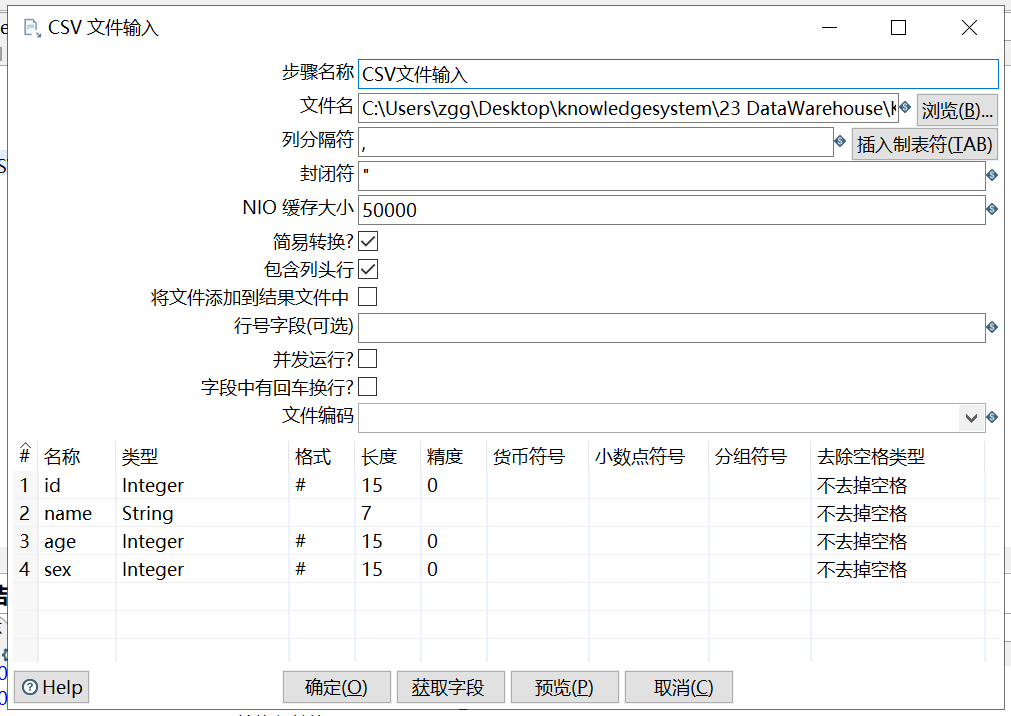 CSV 文件输入
步骤名称 CSV文件输入
文件名 C:\Users\zgg\Desktop\knowledgesystem\23 DataWarehouse\ 浏览(B)...
列分隔符 , 插入制表符(TAB)
封闭符 "
NIO 缓存大小 50000
简易转换?
包含列头行
将文件添加到结果文件中
行号字段(可选)
并发运行?
字段中有回车换行?
文件编码
# 名称 类型 格式 长度 精度 货币符号 小数点符号 分组符号 去除空格类型
1 id Integer # 15 0 不去掉空格
2 name String 7 不去掉空格
3 age Integer # 15 0 不去掉空格
4 sex Integer # 15 0 不去掉空格
Help 确定(O) 获取字段 预览(P) 取消(C)